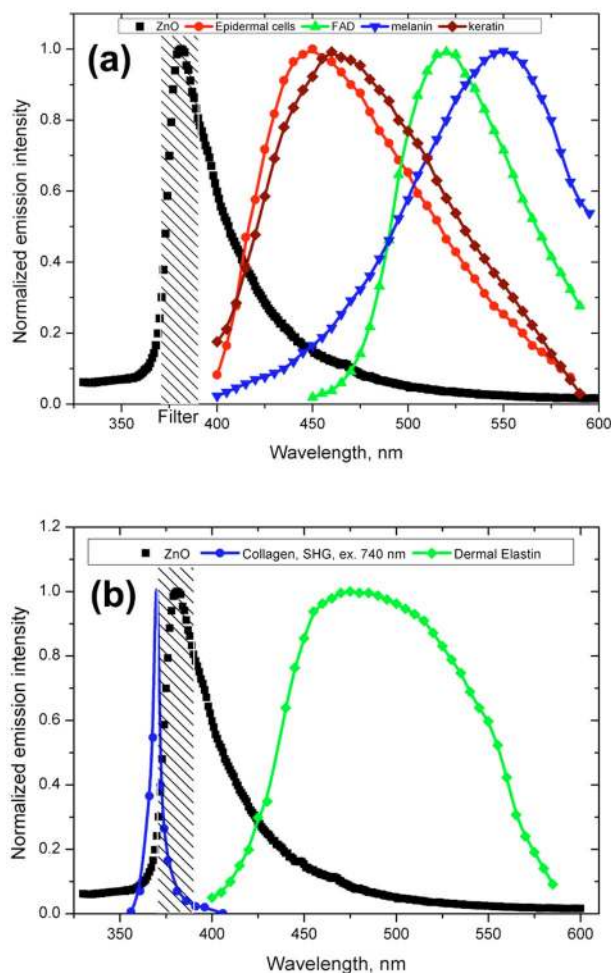 ZnO Epidermal cells FAD melanin keratin
(a)
Normalized emission intensity
1.0
0.8
0.6
0.4
0.2
0.0
350 400 450 500 550 600
Filter
Wavelength, nm
ZnO Collagen, SHG, ex. 740 nm Dermal Elastin
(b)
Normalized emission intensity
1.2
1.0
0.8
0.6
0.4
0.2
0.0
350 400 450 500 550 600
Wavelength, nm